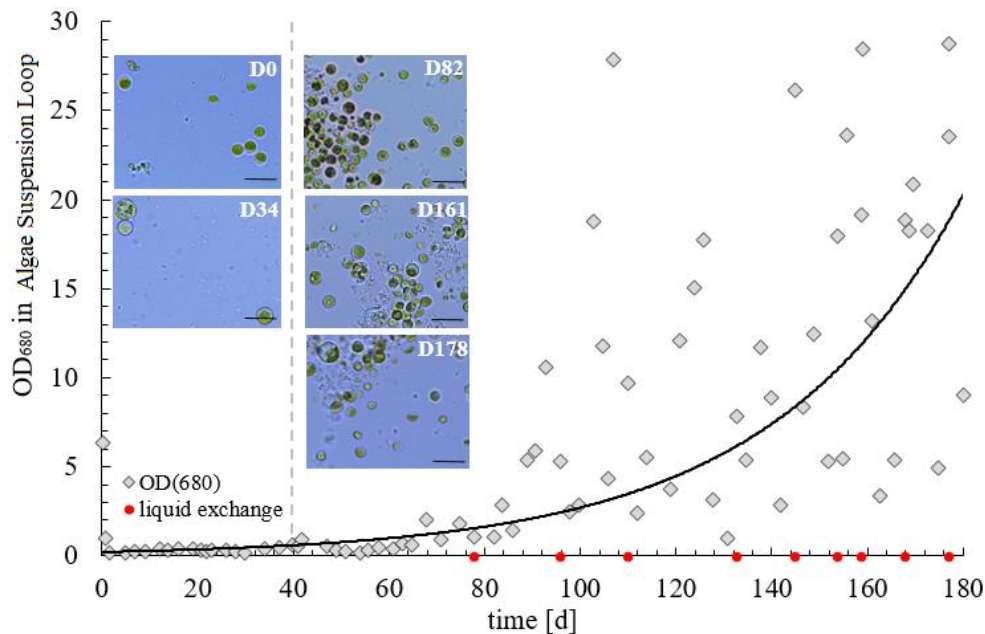 30
25
20
15
10
5
0
OD680 in Algae Suspension Loop
D0
D82
D34
D161
D178
OD(680)
liquid exchange
0 20 40 60 80 100 120 140 160 180
time [d]